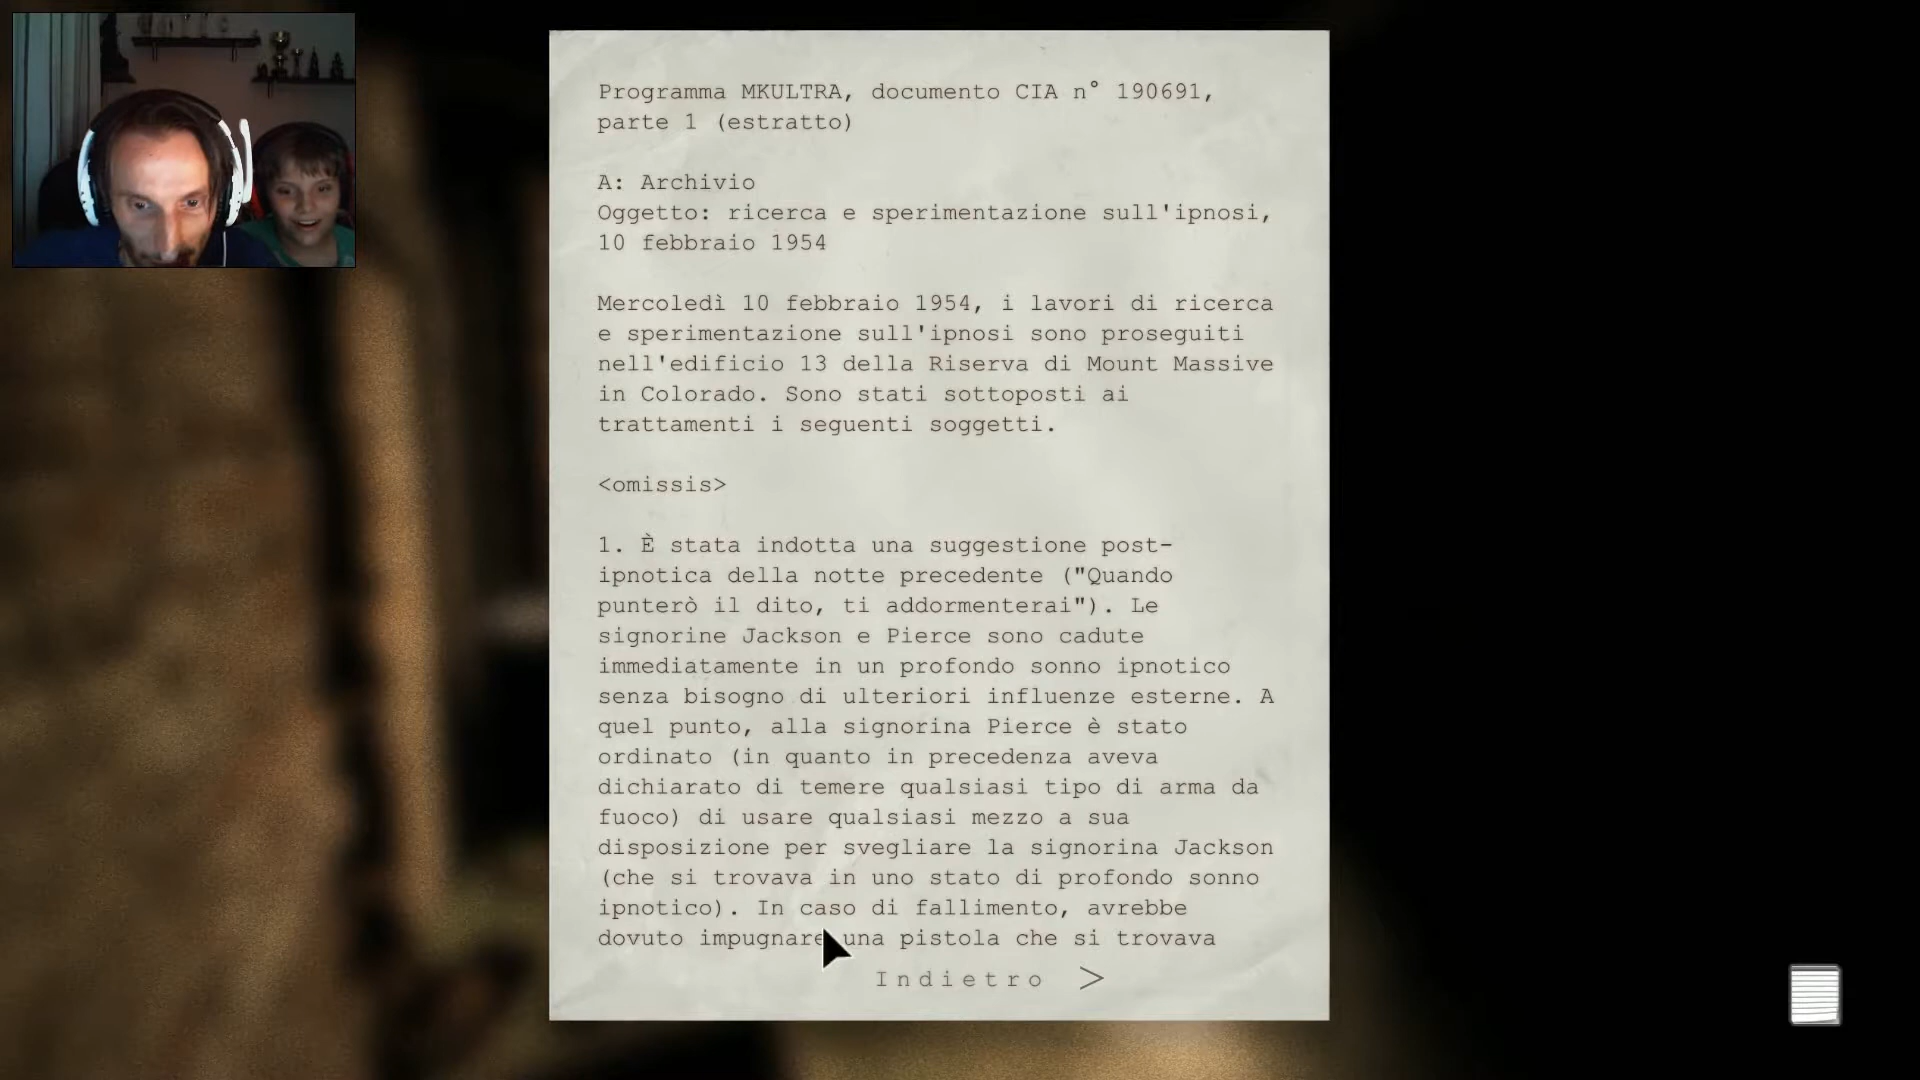 Programma MKULTRA, documento CIA n° 190691,
parte 1 (estratto)
A: Archivio
Oggetto: ricerca e sperimentazione sull'ipnosi,
10 febbraio 1954
Mercoledì 10 febbraio 1954, i lavori di ricerca
e sperimentazione sull'ipnosi sono proseguiti
nell'edificio 13 della Riserva di Mount Massive
in Colorado. Sono stati sottoposti ai
trattamenti i seguenti soggetti.
<omissis>
1. È stata indotta una suggestione post-
ipnotica della notte precedente ("Quando
punterò il dito, ti addormenterai"). Le
signorine Jackson e Pierce sono cadute
immediatamente in un profondo sonno ipnotico
senza bisogno di ulteriori influenze esterne. A
quel punto, alla signorina Pierce è stato
ordinato (in quanto in precedenza aveva
dichiarato di temere qualsiasi tipo di arma da
fuoco) di usare qualsiasi mezzo a sua
disposizione per svegliare la signorina Jackson
(che si trovava in uno stato di profondo sonno
ipnotico). In caso di fallimento, avrebbe
dovuto impugnare una pistola che si trovava
Indietro >